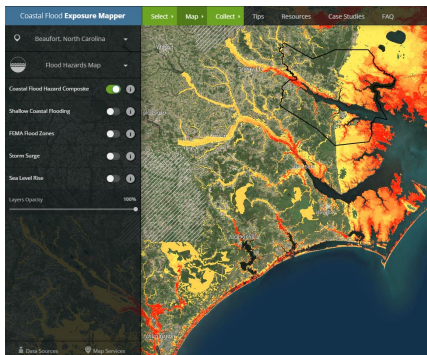 Coastal Flood Exposure Mapper
Select Map Collect Tips Resources Case Studies FAQ
Beaufort, North Carolina
Flood Hazards Map
Coastal Flood Hazard Composite
Shallow Coastal Flooding
FEMA Flood Zones
Storm Surge
Sea Level Rise
Layers Opacity 100%
Data Sources Map Services